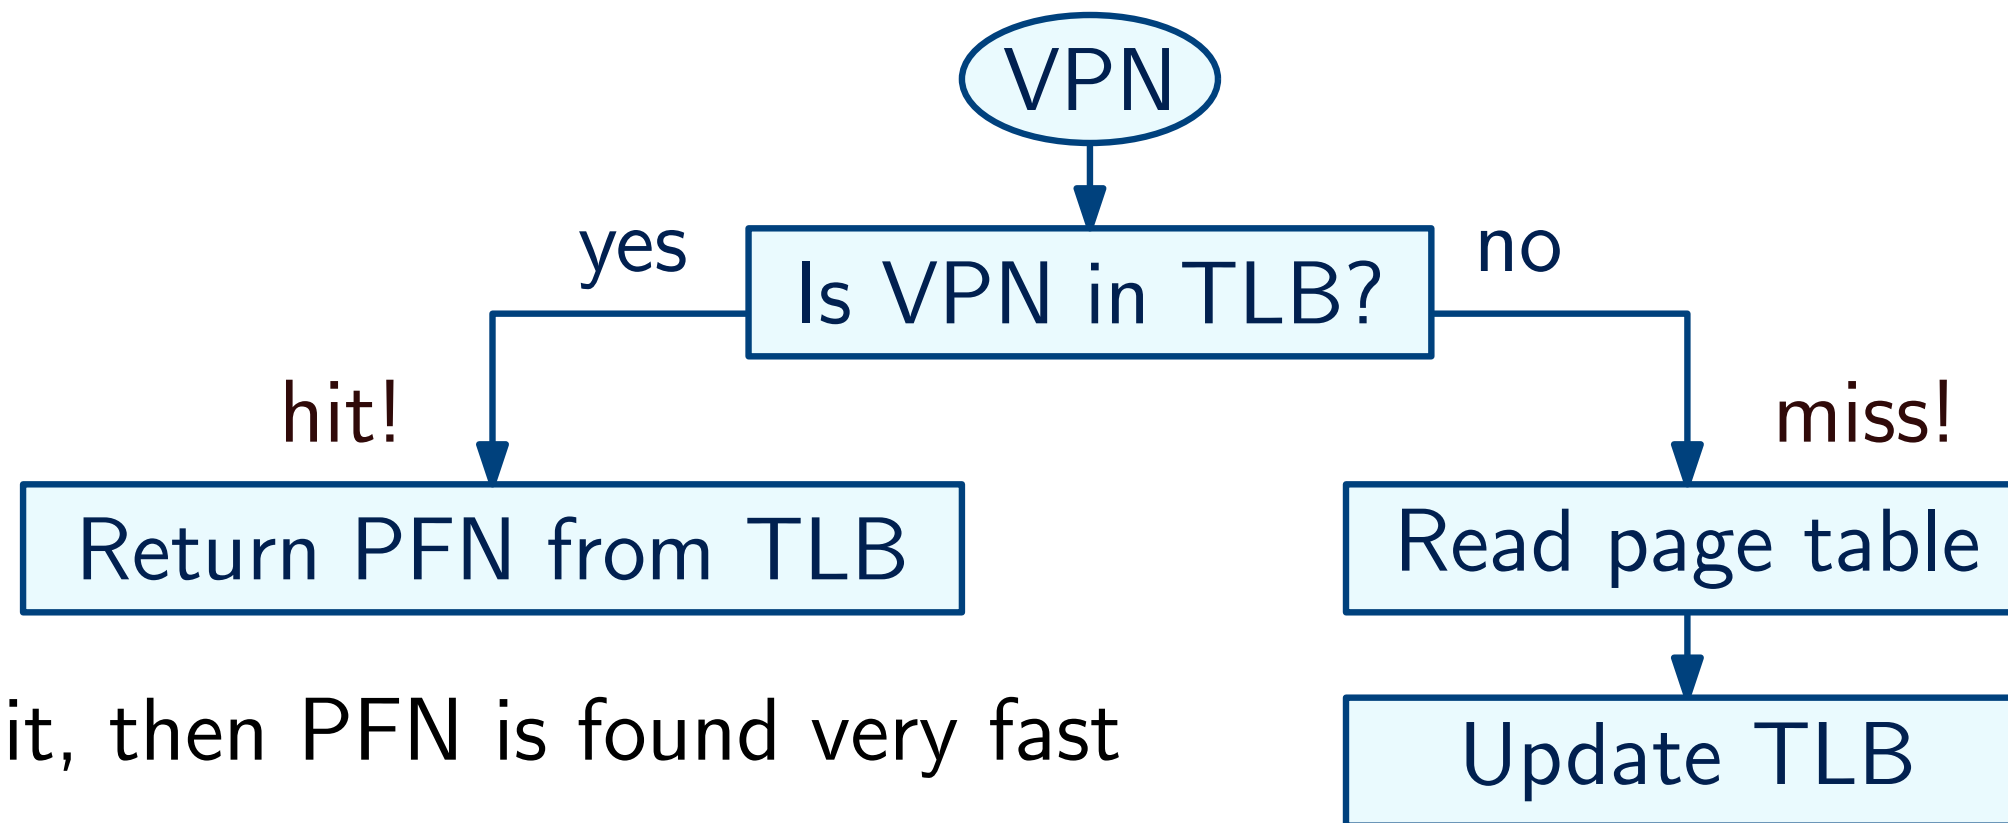 VPN
yes
Is VPN in TLB?
no
hit!
miss!
Return PFN from TLB
Read page table
it, then PFN is found very fast
Update TLB